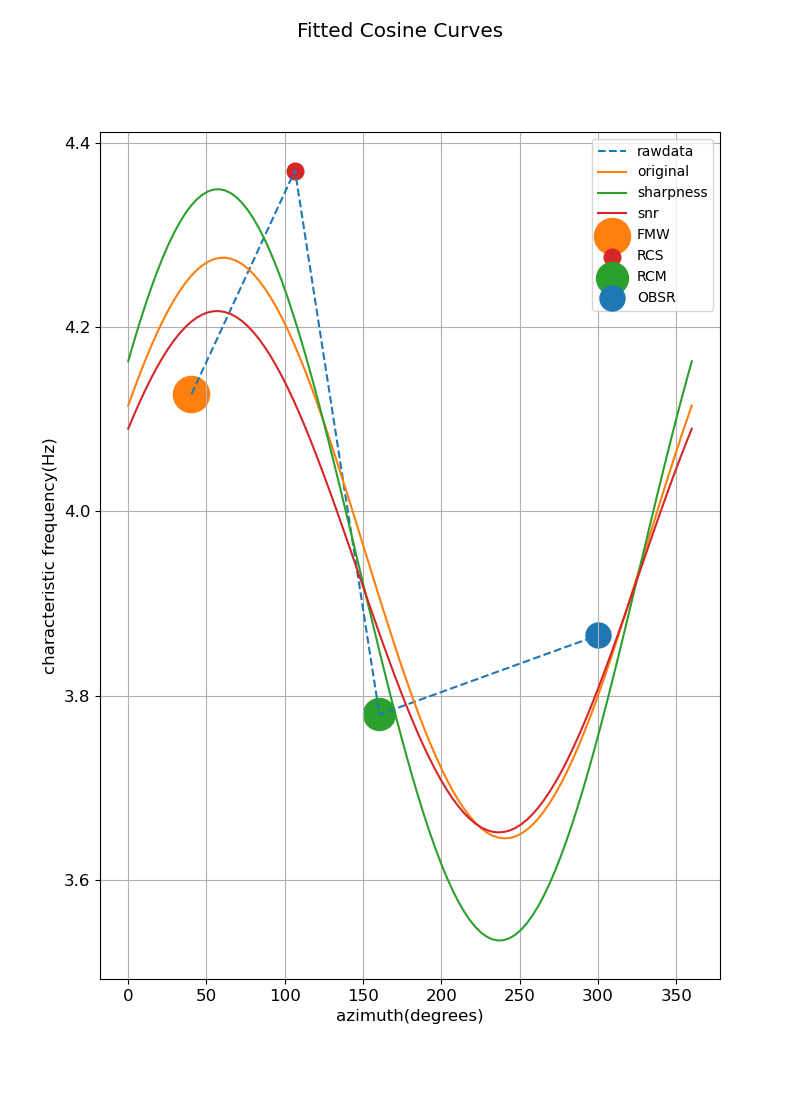 Fitted Cosine Curves
4.4
4.2
4.0
3.8
3.6
characteristic frequency(Hz)
0 50 100 150 200 250 300 350
azimuth(degrees)
rawdata
original
sharpness
snr
FMW
RCS
RCM
OBSR